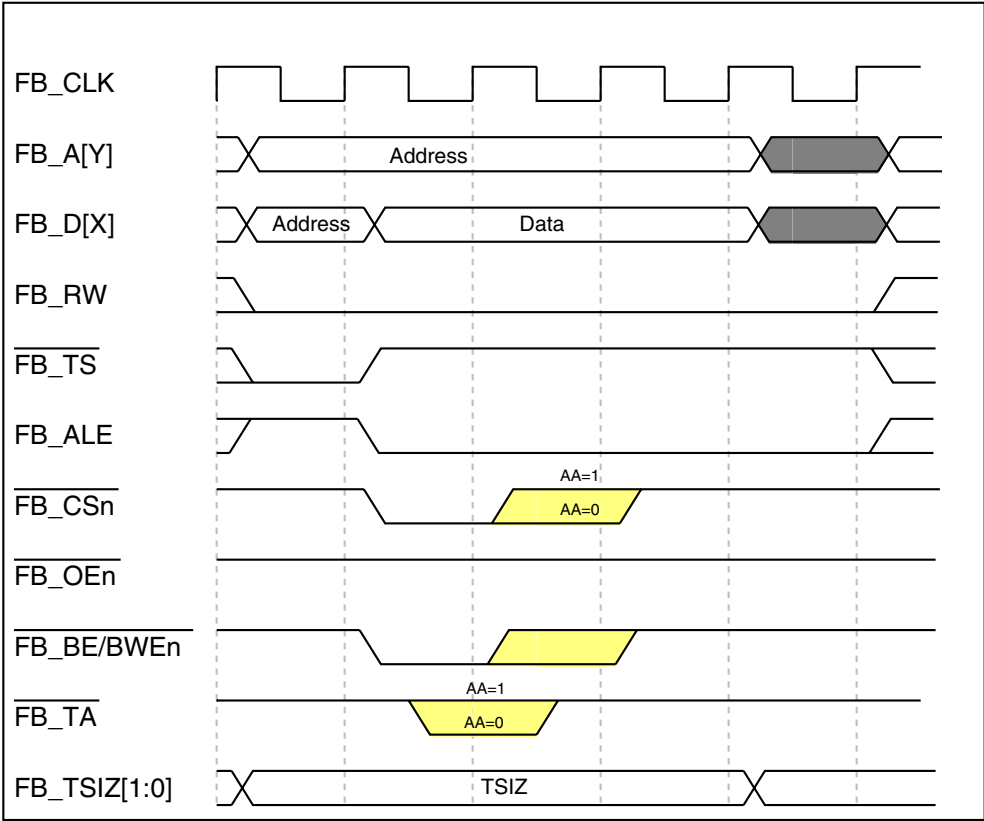 FB_CLK
FB_A[Y]
Address
FB_D[X]
Address
Data
FB_RW
FB_TS
FB_ALE
AA=1
FB_CSn
AA=0
FB_OEn
FB_BE/BWEn
AA=1
FB_TA
AA=0
FB_TSIZ[1:0]
TSIZ